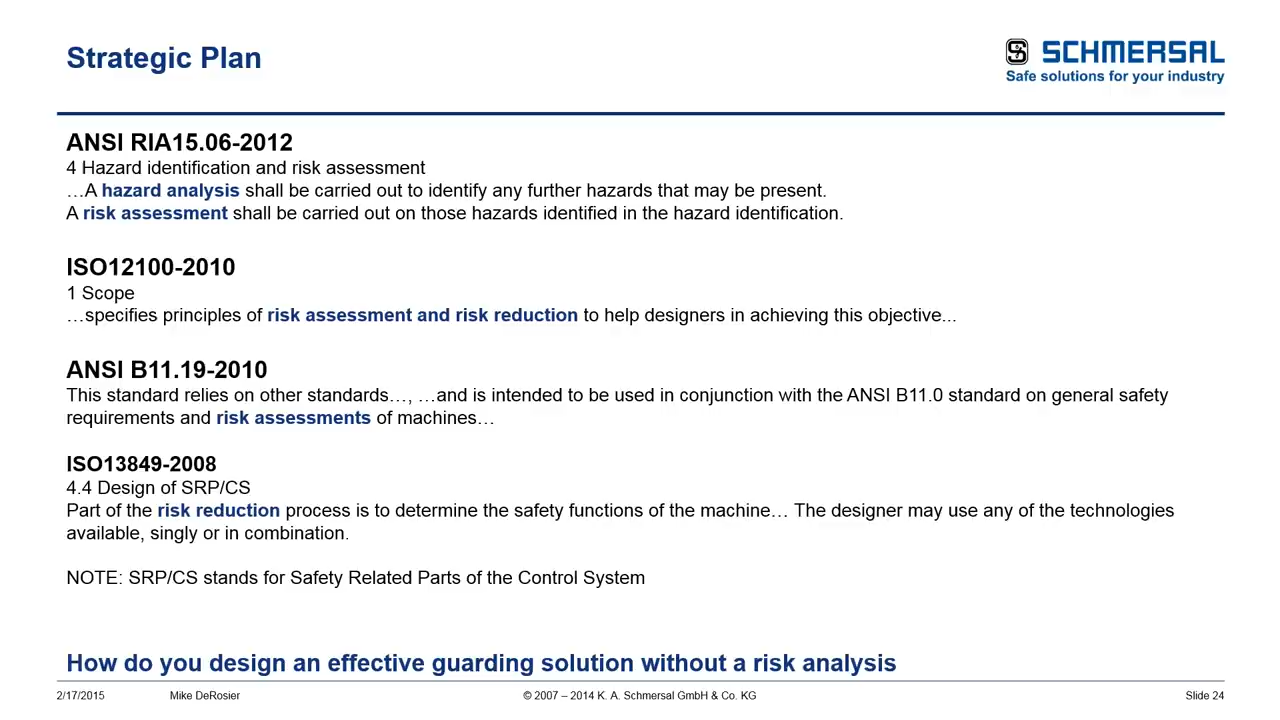 Strategic Plan
SCHMERSAL
Safe solutions for your industry
ANSI RIA15.06-2012
4 Hazard identification and risk assessment
…A hazard analysis shall be carried out to identify any further hazards that may be present.
A risk assessment shall be carried out on those hazards identified in the hazard identification.
ISO12100-2010
1 Scope
…specifies principles of risk assessment and risk reduction to help designers in achieving this objective...
ANSI B11.19-2010
This standard relies on other standards…, …and is intended to be used in conjunction with the ANSI B11.0 standard on general safety
requirements and risk assessments of machines…
ISO13849-2008
4.4 Design of SRP/CS
Part of the risk reduction process is to determine the safety functions of the machine… The designer may use any of the technologies
available, singly or in combination.
NOTE: SRP/CS stands for Safety Related Parts of the Control System
How do you design an effective guarding solution without a risk analysis
2/17/2015 Mike DeRosier © 2007 – 2014 K. A. Schmersal GmbH & Co. KG Slide 24